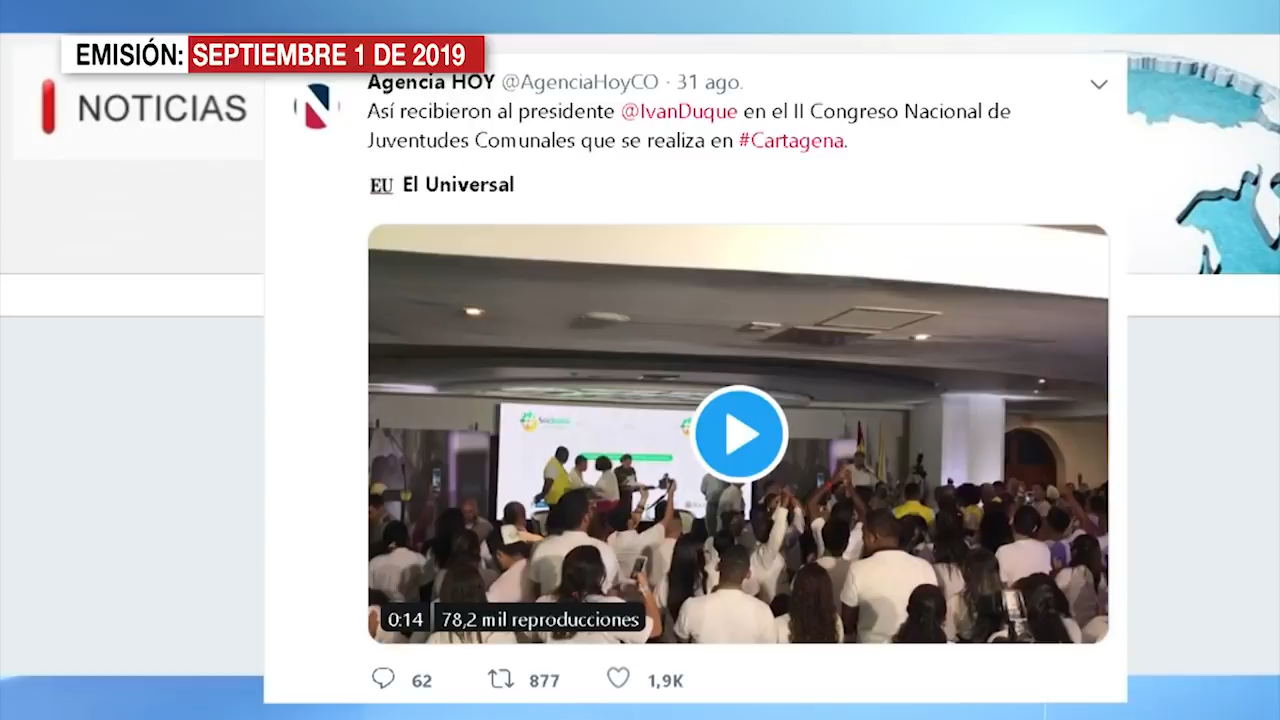 EMISIÓN: SEPTIEMBRE 1 DE 2019
NOTICIAS
Agencia HOY @AgenciaHoyCO · 31 ago.
Así recibieron al presidente @IvanDuque en el II Congreso Nacional de
Juventudes Comunales que se realiza en #Cartagena.
EU El Universal
0:14 78,2 mil reproducciones
62 877 1,9K